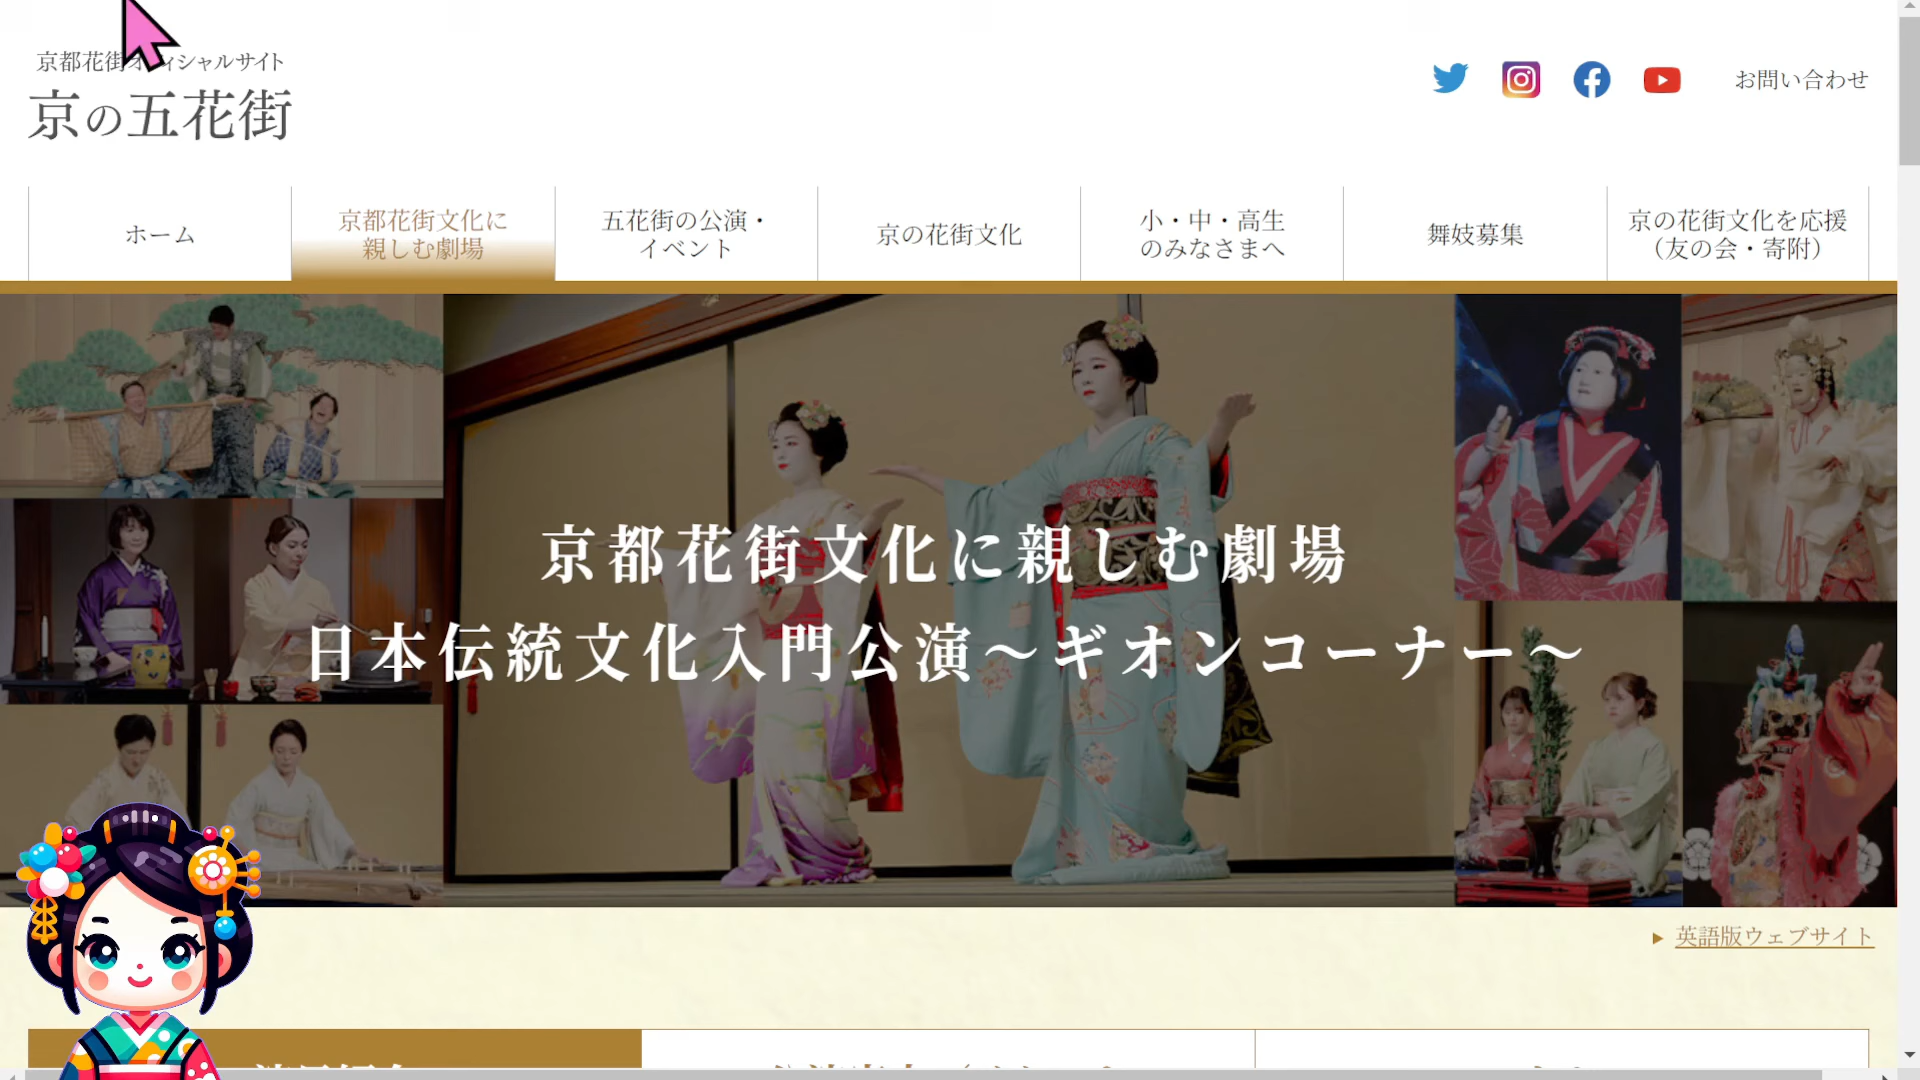 京都花街オフィシャルサイト
京の五花街
お問い合わせ
ホーム
京都花街文化に
親しむ劇場
五花街の公演・
イベント
京の花街文化
小・中・高生
のみなさまへ
舞妓募集
京の花街文化を応援
（友の会・寄附）
京都花街文化に親しむ劇場
日本伝統文化入門公演～ギオンコーナー～
英語版ウェブサイト